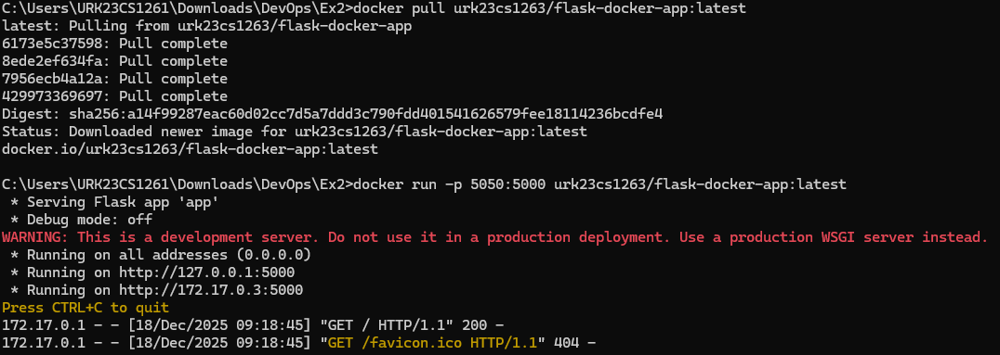 C:\Users\URK23CS1261\Downloads\DevOps\Ex2>docker pull urk23cs1263/flask-docker-app:latest
latest: Pulling from urk23cs1263/flask-docker-app
6173e5c37598: Pull complete
8ede2ef634fa: Pull complete
7956ecb4a12a: Pull complete
429973369697: Pull complete
Digest: sha256:a14f99287eac60d02cc7d5a7ddd3c790fdd401541626579fee18114236bcdfe4
Status: Downloaded newer image for urk23cs1263/flask-docker-app:latest
docker.io/urk23cs1263/flask-docker-app:latest
C:\Users\URK23CS1261\Downloads\DevOps\Ex2>docker run -p 5050:5000 urk23cs1263/flask-docker-app:latest
 * Serving Flask app 'app'
 * Debug mode: off
WARNING: This is a development server. Do not use it in a production deployment. Use a production WSGI server instead.
 * Running on all addresses (0.0.0.0)
 * Running on http://127.0.0.1:5000
 * Running on http://172.17.0.3:5000
Press CTRL+C to quit
172.17.0.1 - - [18/Dec/2025 09:18:45] "GET / HTTP/1.1" 200 -
172.17.0.1 - - [18/Dec/2025 09:18:45] "GET /favicon.ico HTTP/1.1" 404 -